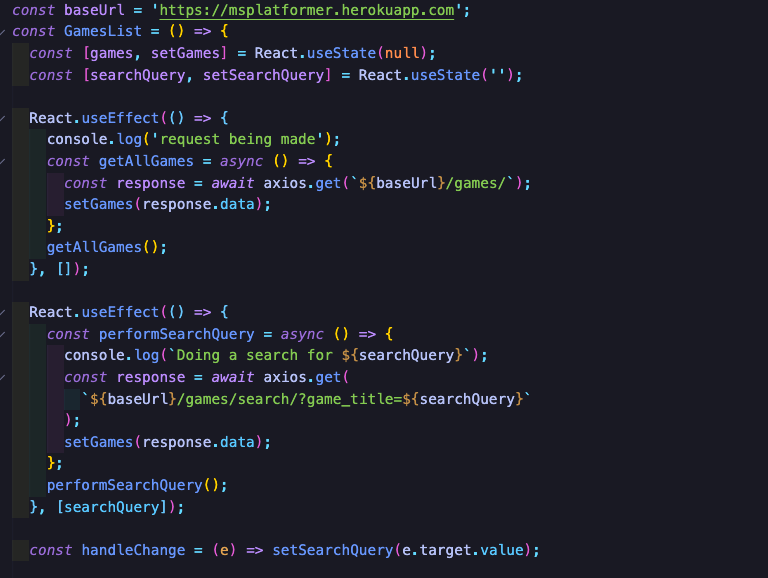 const baseUrl = 'https://msplatformer.herokuapp.com';
const GamesList = () => {
  const [games, setGames] = React.useState(null);
  const [searchQuery, setSearchQuery] = React.useState('');

  React.useEffect(() => {
    console.log('request being made');
    const getAllGames = async () => {
      const response = await axios.get(`${baseUrl}/games/`);
      setGames(response.data);
    };
    getAllGames();
  }, []);

  React.useEffect(() => {
    const performSearchQuery = async () => {
      console.log(`Doing a search for ${searchQuery}`);
      const response = await axios.get(
        `${baseUrl}/games/search/?game_title=${searchQuery}`
      );
      setGames(response.data);
    };
    performSearchQuery();
  }, [searchQuery]);

  const handleChange = (e) => setSearchQuery(e.target.value);